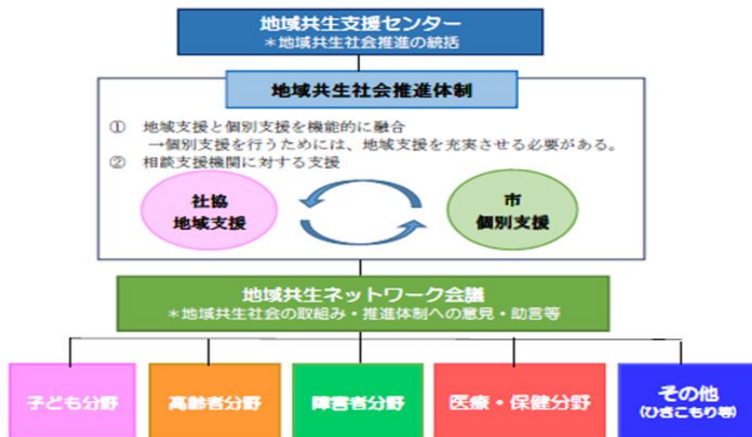 地域共生支援センター
＊地域共生社会推進の統括
地域共生社会推進体制
① 地域支援と個別支援を機能的に融合
→個別支援を行うためには、地域支援を充実させる必要がある。
② 相談支援機関に対する支援
社協
地域支援
市
個別支援
地域共生ネットワーク会議
＊地域共生社会の取組み・推進体制への意見・助言等
子ども分野
高齢者分野
障害者分野
医療・保健分野
その他
(ひきこもり等)